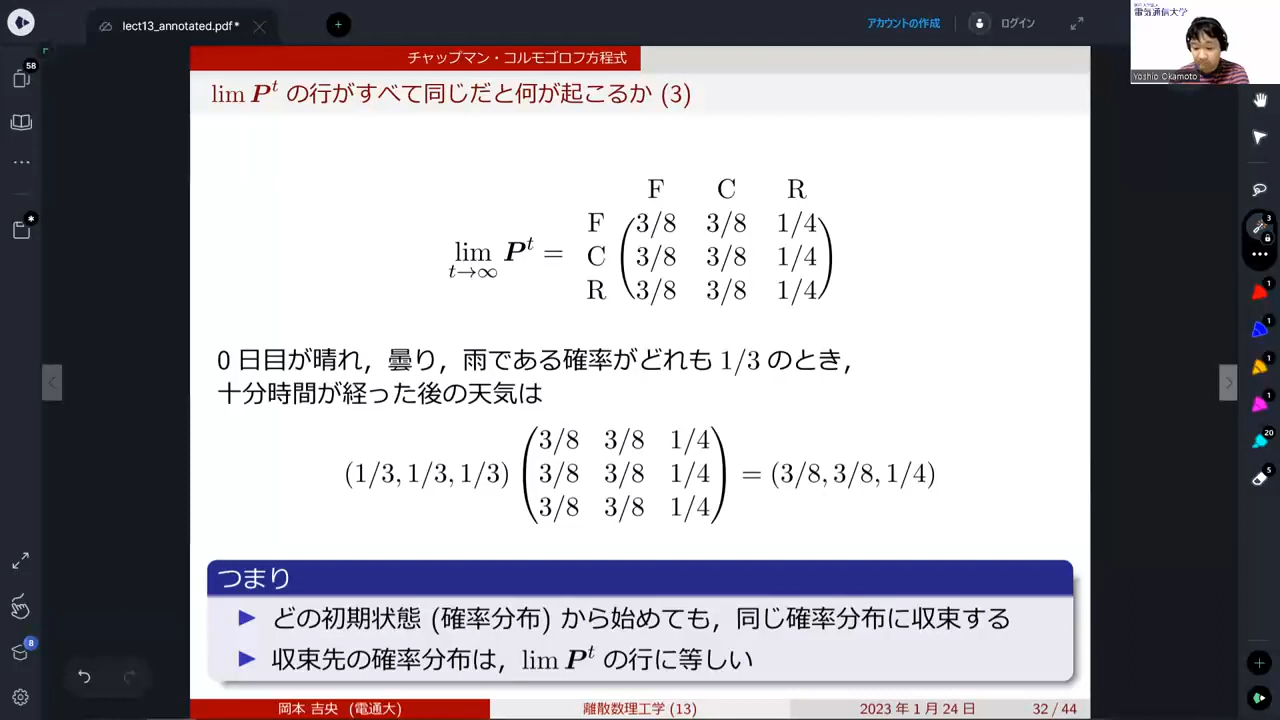 lect13_annotated.pdf*
アカウントの作成
ログイン
電気通信大学
Yoshio Okamoto
58
チャップマン・コルモゴロフ方程式
lim P^t の行がすべて同じだと何が起こるか (3)
F C R
F 3/8 3/8 1/4
lim t→∞ P^t = C 3/8 3/8 1/4
R 3/8 3/8 1/4
0 日目が晴れ，曇り，雨である確率がどれも 1/3 のとき，
十分時間が経った後の天気は
3/8 3/8 1/4
(1/3, 1/3, 1/3) 3/8 3/8 1/4 = (3/8, 3/8, 1/4)
3/8 3/8 1/4
つまり
▶ どの初期状態 (確率分布) から始めても，同じ確率分布に収束する
▶ 収束先の確率分布は，lim P^t の行に等しい
岡本 吉央 (電通大)
離散数理工学 (13)
2023 年 1 月 24 日
32 / 44
8
3
1
1
1
1
20
5